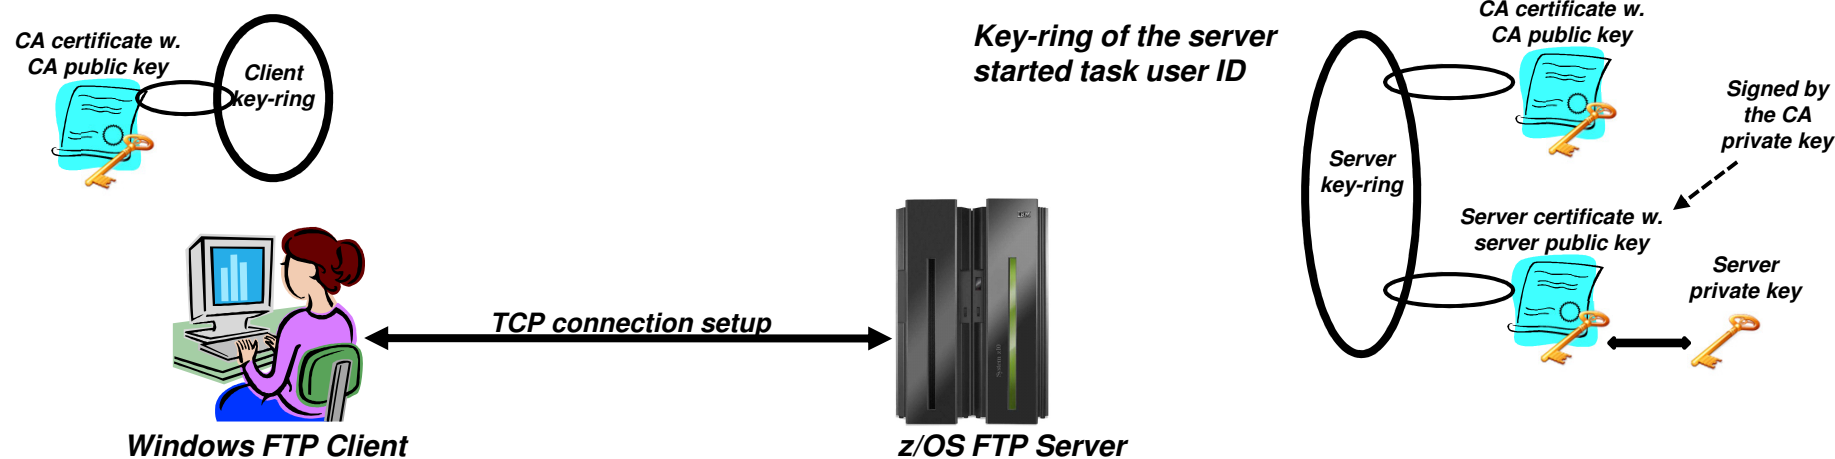 CA certificate w.
CA public key
Client
key-ring
Key-ring of the server
started task user ID
CA certificate w.
CA public key
Signed by
the CA
private key
Server
key-ring
Server certificate w.
server public key
Server
private key
TCP connection setup
Windows FTP Client
z/OS FTP Server